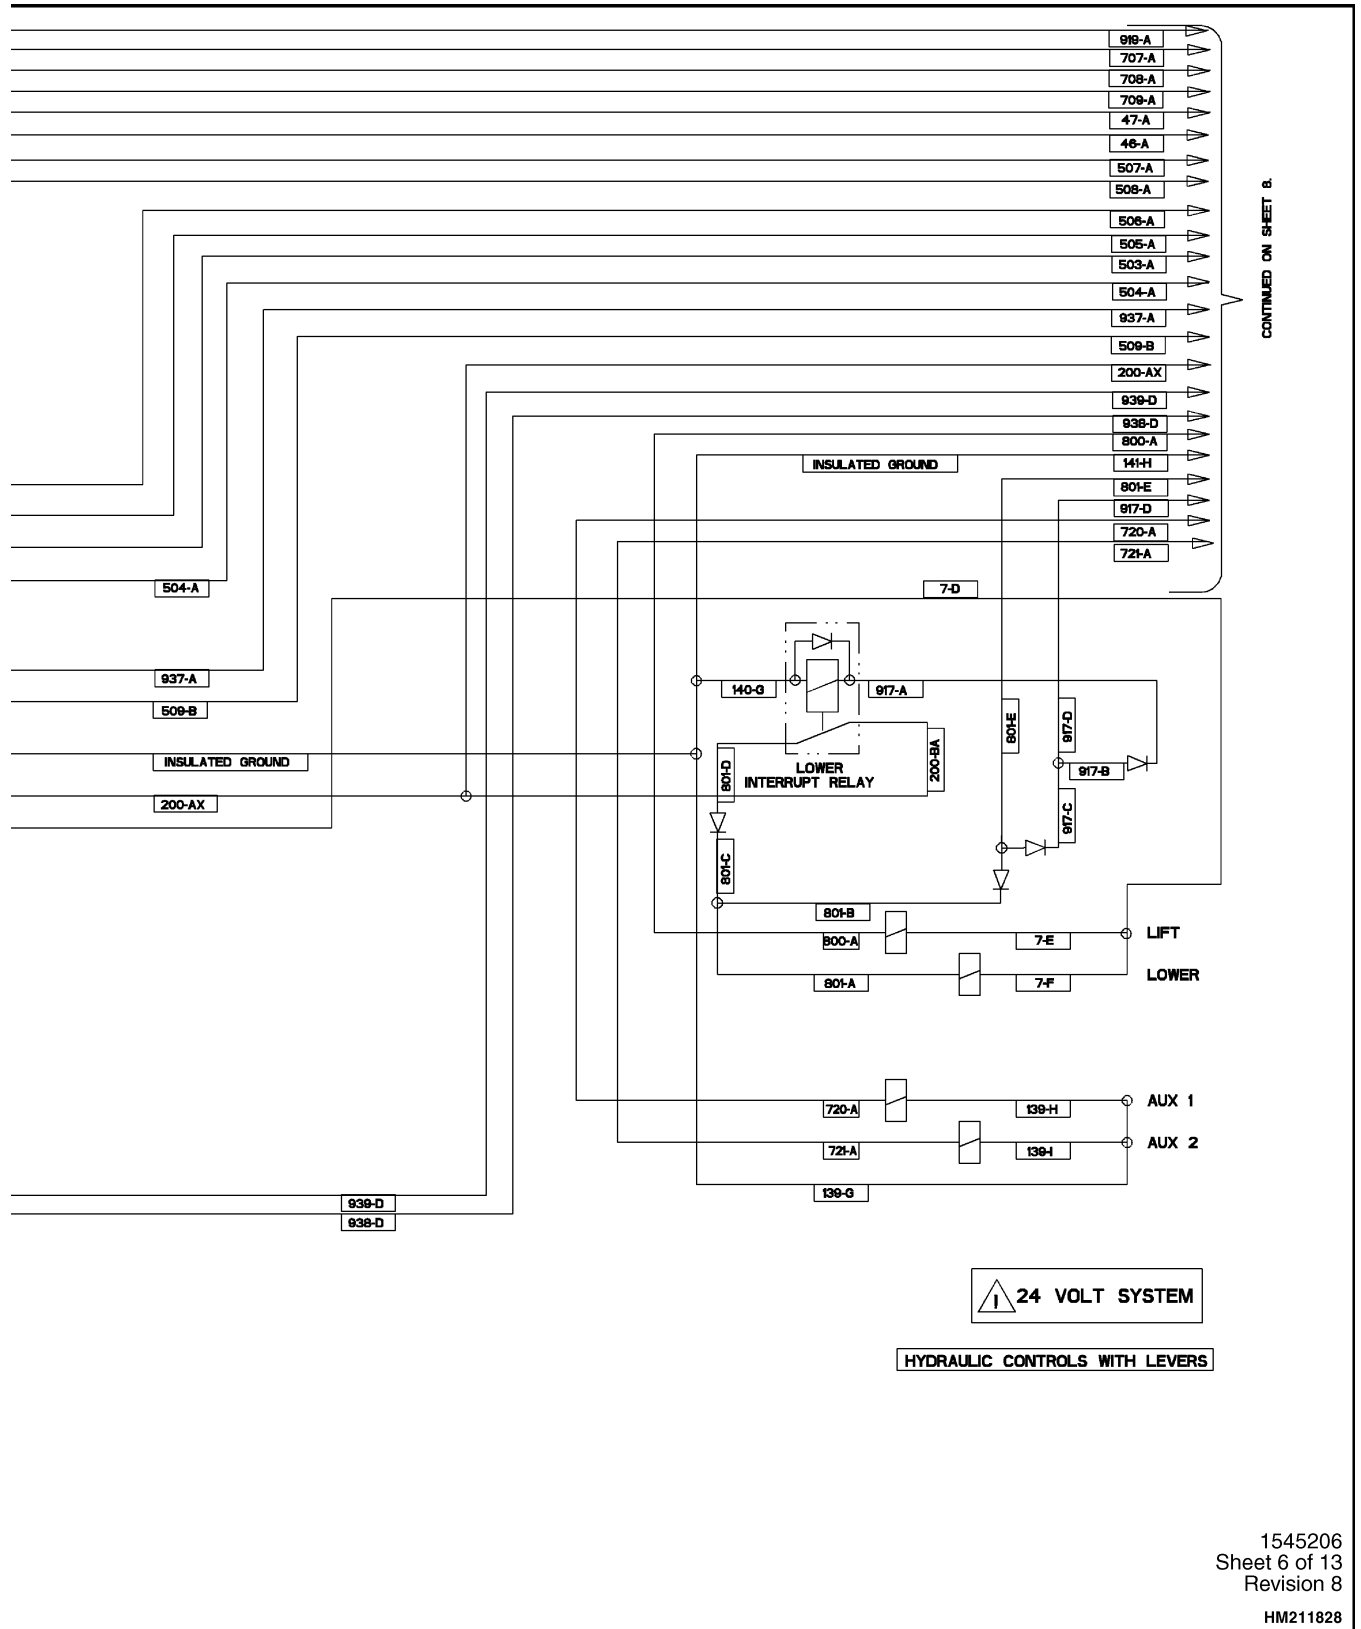 919-A
707-A
708-A
709-A
47-A
46-A
507-A
508-A
506-A
505-A
503-A
504-A
937-A
509-B
200-AX
939-D
938-D
800-A
INSULATED GROUND
141-H
801-E
917-D
720-A
721-A
CONTINUED ON SHEET 8.
504-A
7-D
937-A
509-B
140-G
917-A
801-E
917-D
INSULATED GROUND
801-D
LOWER
INTERRUPT RELAY
200-BA
917-B
200-AX
917-C
801-C
801-B
800-A
7-E
LIFT
801-A
7-F
LOWER
720-A
139-H
AUX 1
721-A
139-I
AUX 2
939-D
139-G
938-D
! 24 VOLT SYSTEM
HYDRAULIC CONTROLS WITH LEVERS
1545206
Sheet 6 of 13
Revision 8
HM211828